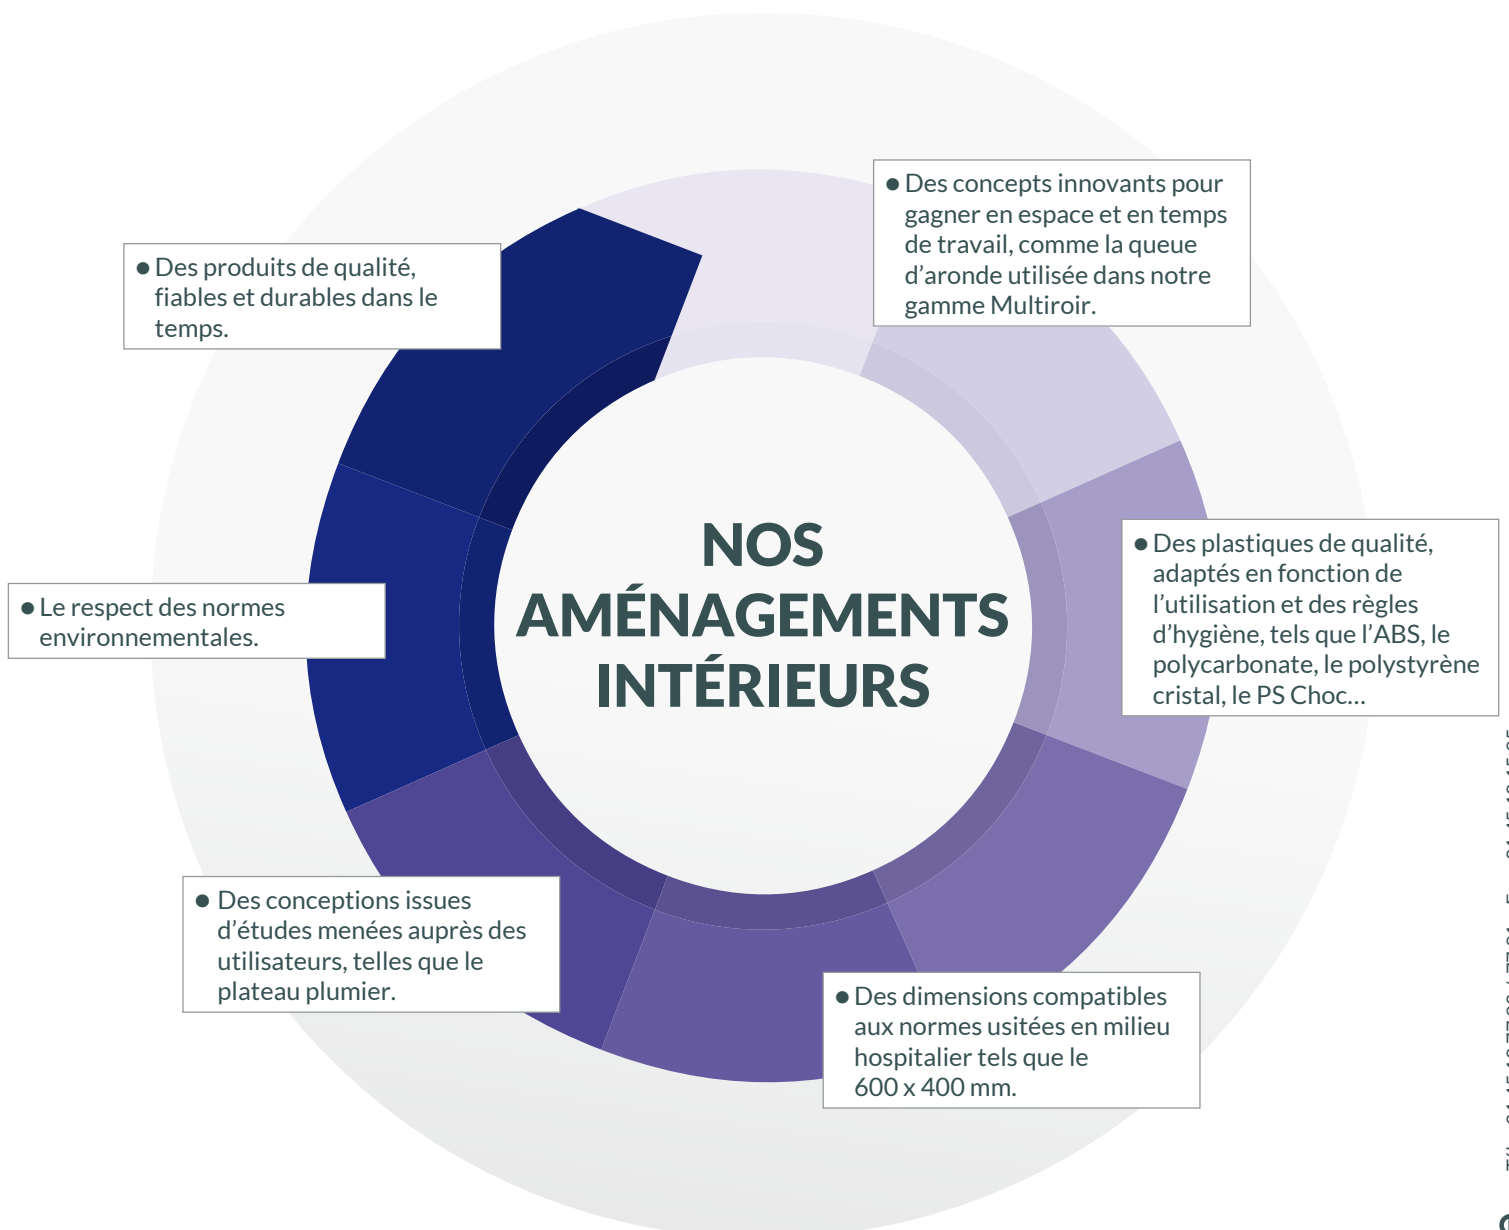 NOS
AMÉNAGEMENTS
INTÉRIEURS
● Des concepts innovants pour
gagner en espace et en temps
de travail, comme la queue
d’aronde utilisée dans notre
gamme Multiroir.
● Des plastiques de qualité,
adaptés en fonction de
l’utilisation et des règles
d’hygiène, tels que l’ABS, le
polycarbonate, le polystyrène
cristal, le PS Choc…
● Des dimensions compatibles
aux normes usitées en milieu
hospitalier tels que le
600 x 400 mm.
● Des conceptions issues
d’études menées auprès des
utilisateurs, telles que le
plateau plumier.
● Le respect des normes
environnementales.
● Des produits de qualité,
fiables et durables dans le
temps.